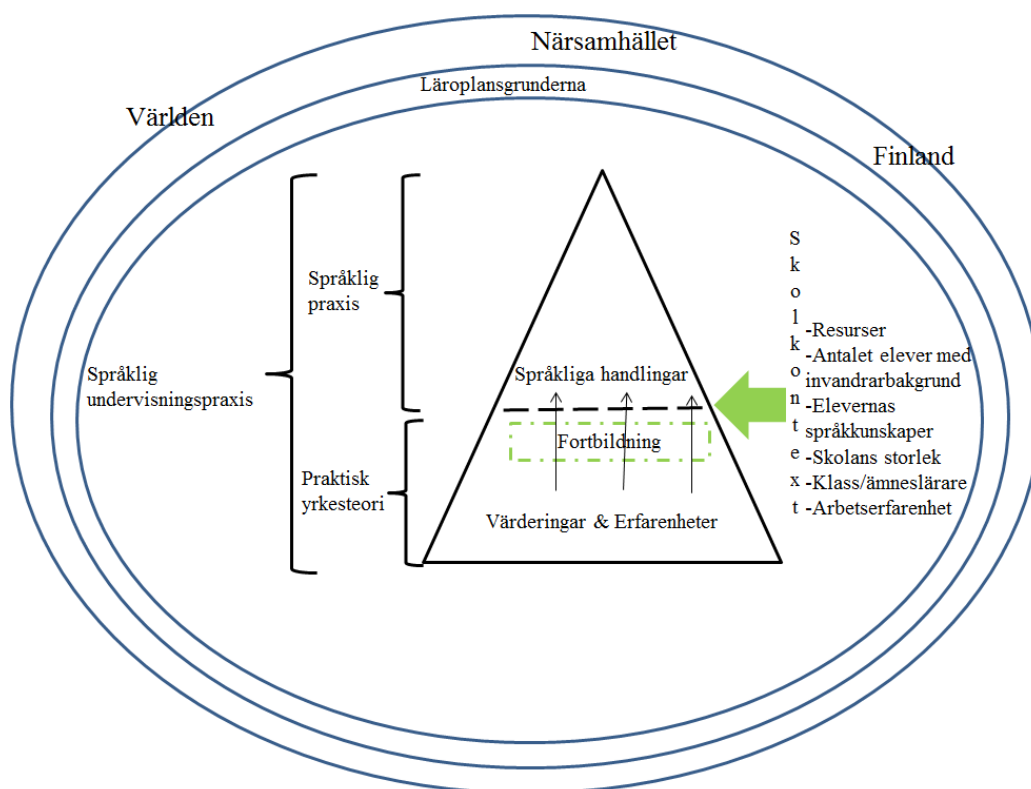 Närsamhället
Läroplansgrunderna
Världen
Finland
Språklig
praxis
Språklig
undervisningspraxis
Praktisk
yrkesteori
Språkliga handlingar
Fortbildning
Värderingar & Erfarenheter
Skolkontext
-Resurser
-Antalet elever med
invandrarbakgrund
-Elevernas
språkkunskaper
-Skolans storlek
-Klass/ämneslärare
-Arbetserfarenhet